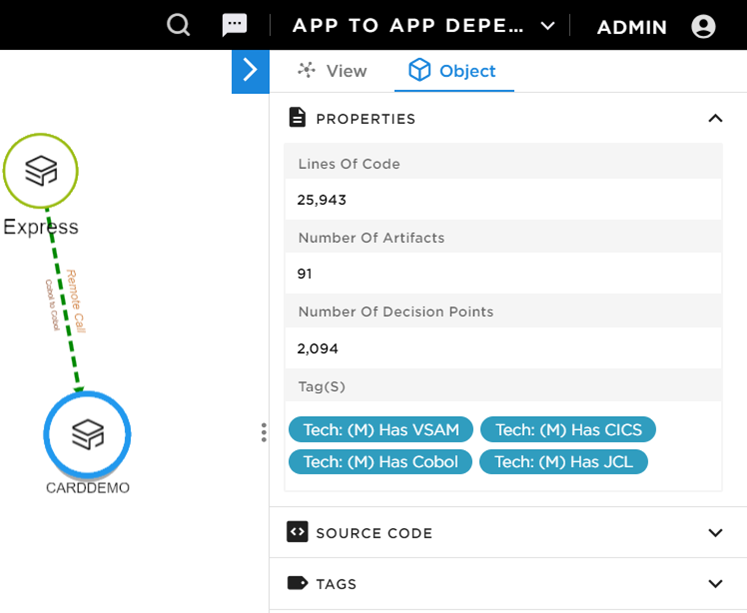 APP TO APP DEPE...
ADMIN
View
Object
PROPERTIES
Lines Of Code
25,943
Number Of Artifacts
91
Number Of Decision Points
2,094
Tag(S)
Tech: (M) Has VSAM
Tech: (M) Has CICS
Tech: (M) Has Cobol
Tech: (M) Has JCL
SOURCE CODE
TAGS
Express
Remote Call
Cobol to Cobol
CARDDEMO